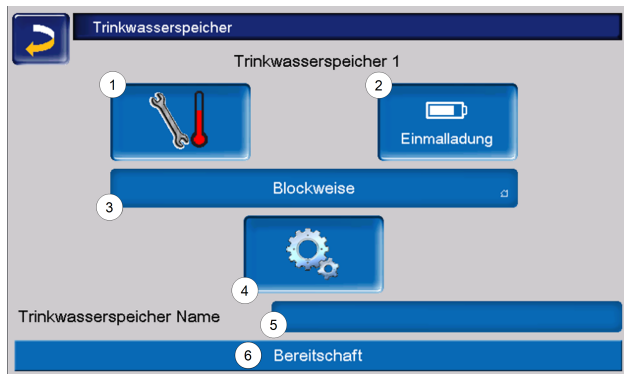 Trinkwasserspeicher
Trinkwasserspeicher 1
1
2
Einmalladung
Blockweise
3
4
Trinkwasserspeicher Name
5
6 Bereitschaft